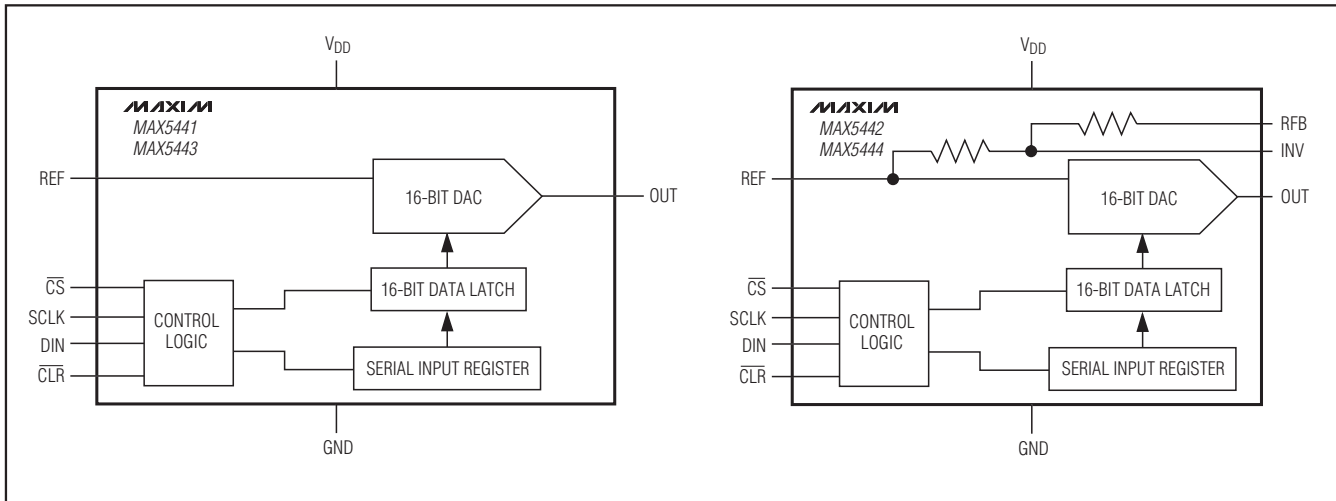 VDD
MAXIM
MAX5441
MAX5443
REF
16-BIT DAC
OUT
CS
16-BIT DATA LATCH
SCLK
CONTROL
LOGIC
DIN
SERIAL INPUT REGISTER
CLR
GND
VDD
MAXIM
MAX5442
MAX5444
RFB
INV
REF
16-BIT DAC
OUT
CS
16-BIT DATA LATCH
SCLK
CONTROL
LOGIC
DIN
SERIAL INPUT REGISTER
CLR
GND